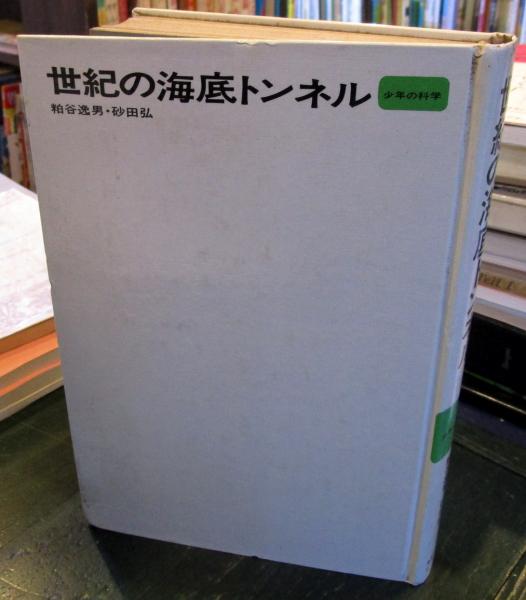 世紀の海底トンネル
少年の科学
粕谷逸男・砂田弘